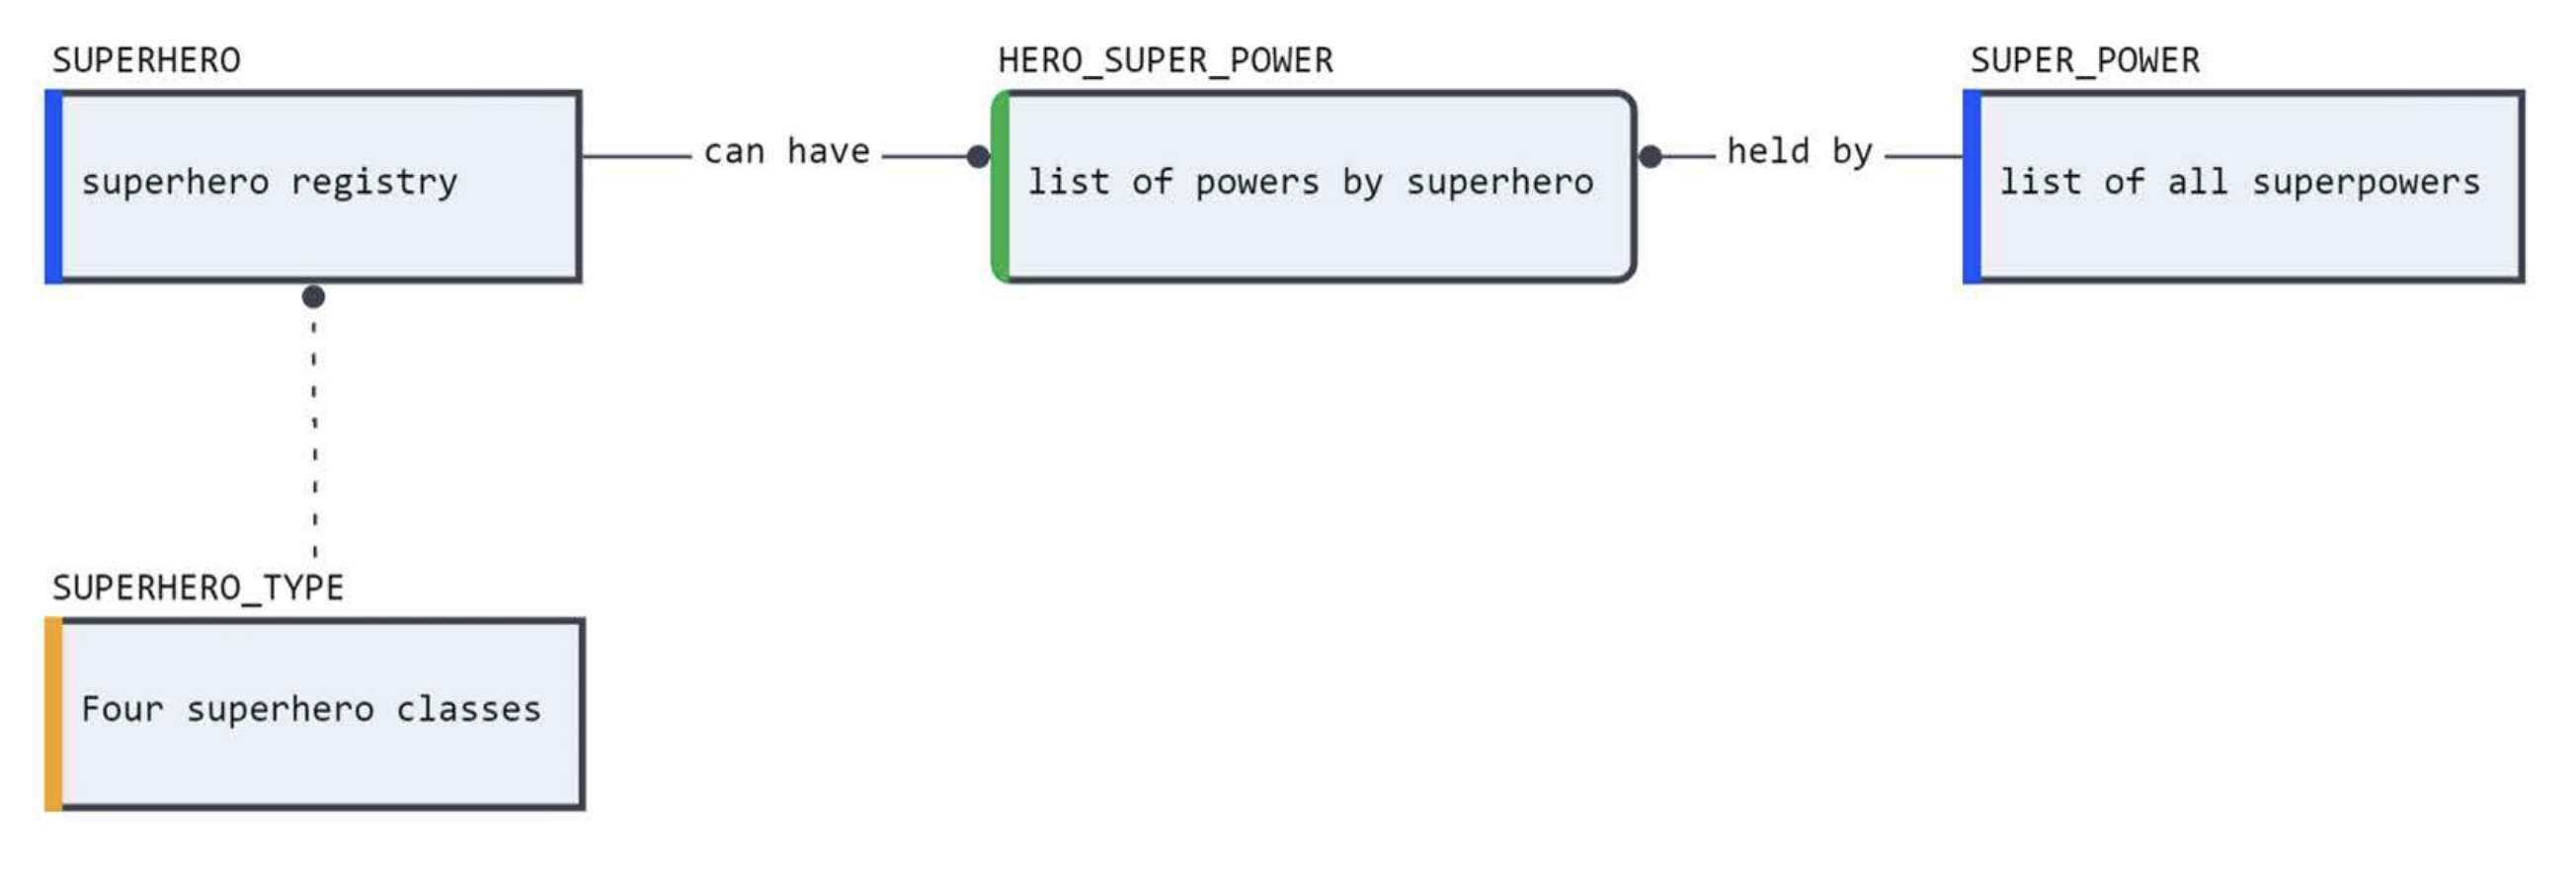 SUPERHERO
superhero registry
can have
HERO_SUPER_POWER
list of powers by superhero
held by
SUPER_POWER
list of all superpowers
SUPERHERO_TYPE
Four superhero classes